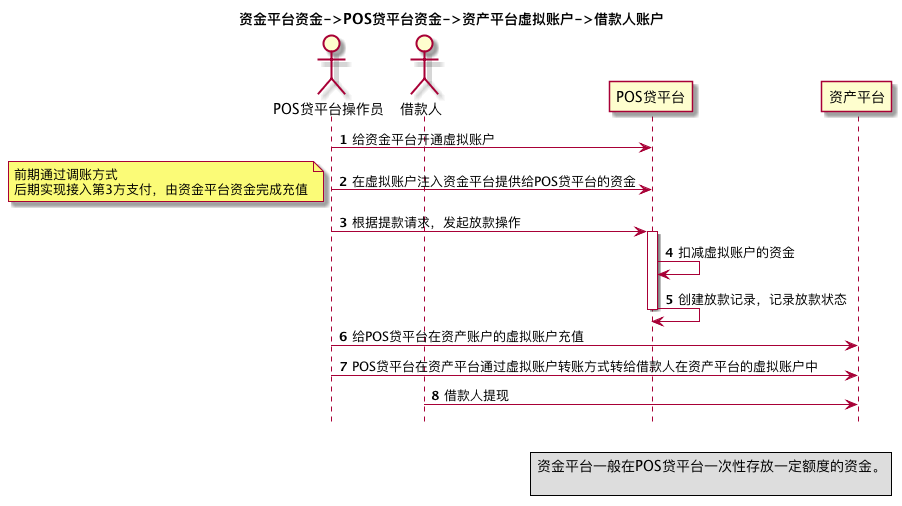 资金平台资金->POS贷平台资金->资产平台虚拟账户->借款人账户
POS贷平台操作员
借款人
POS贷平台
资产平台
1 给资金平台开通虚拟账户
前期通过调账方式
后期实现接入第3方支付，由资金平台资金完成充值
2 在虚拟账户注入资金平台提供给POS贷平台的资金
3 根据提款请求，发起放款操作
4 扣减虚拟账户的资金
5 创建放款记录，记录放款状态
6 给POS贷平台在资产账户的虚拟账户充值
7 POS贷平台在资产平台通过虚拟账户转账方式转给借款人在资产平台的虚拟账户中
8 借款人提现
资金平台一般在POS贷平台一次性存放一定额度的资金。